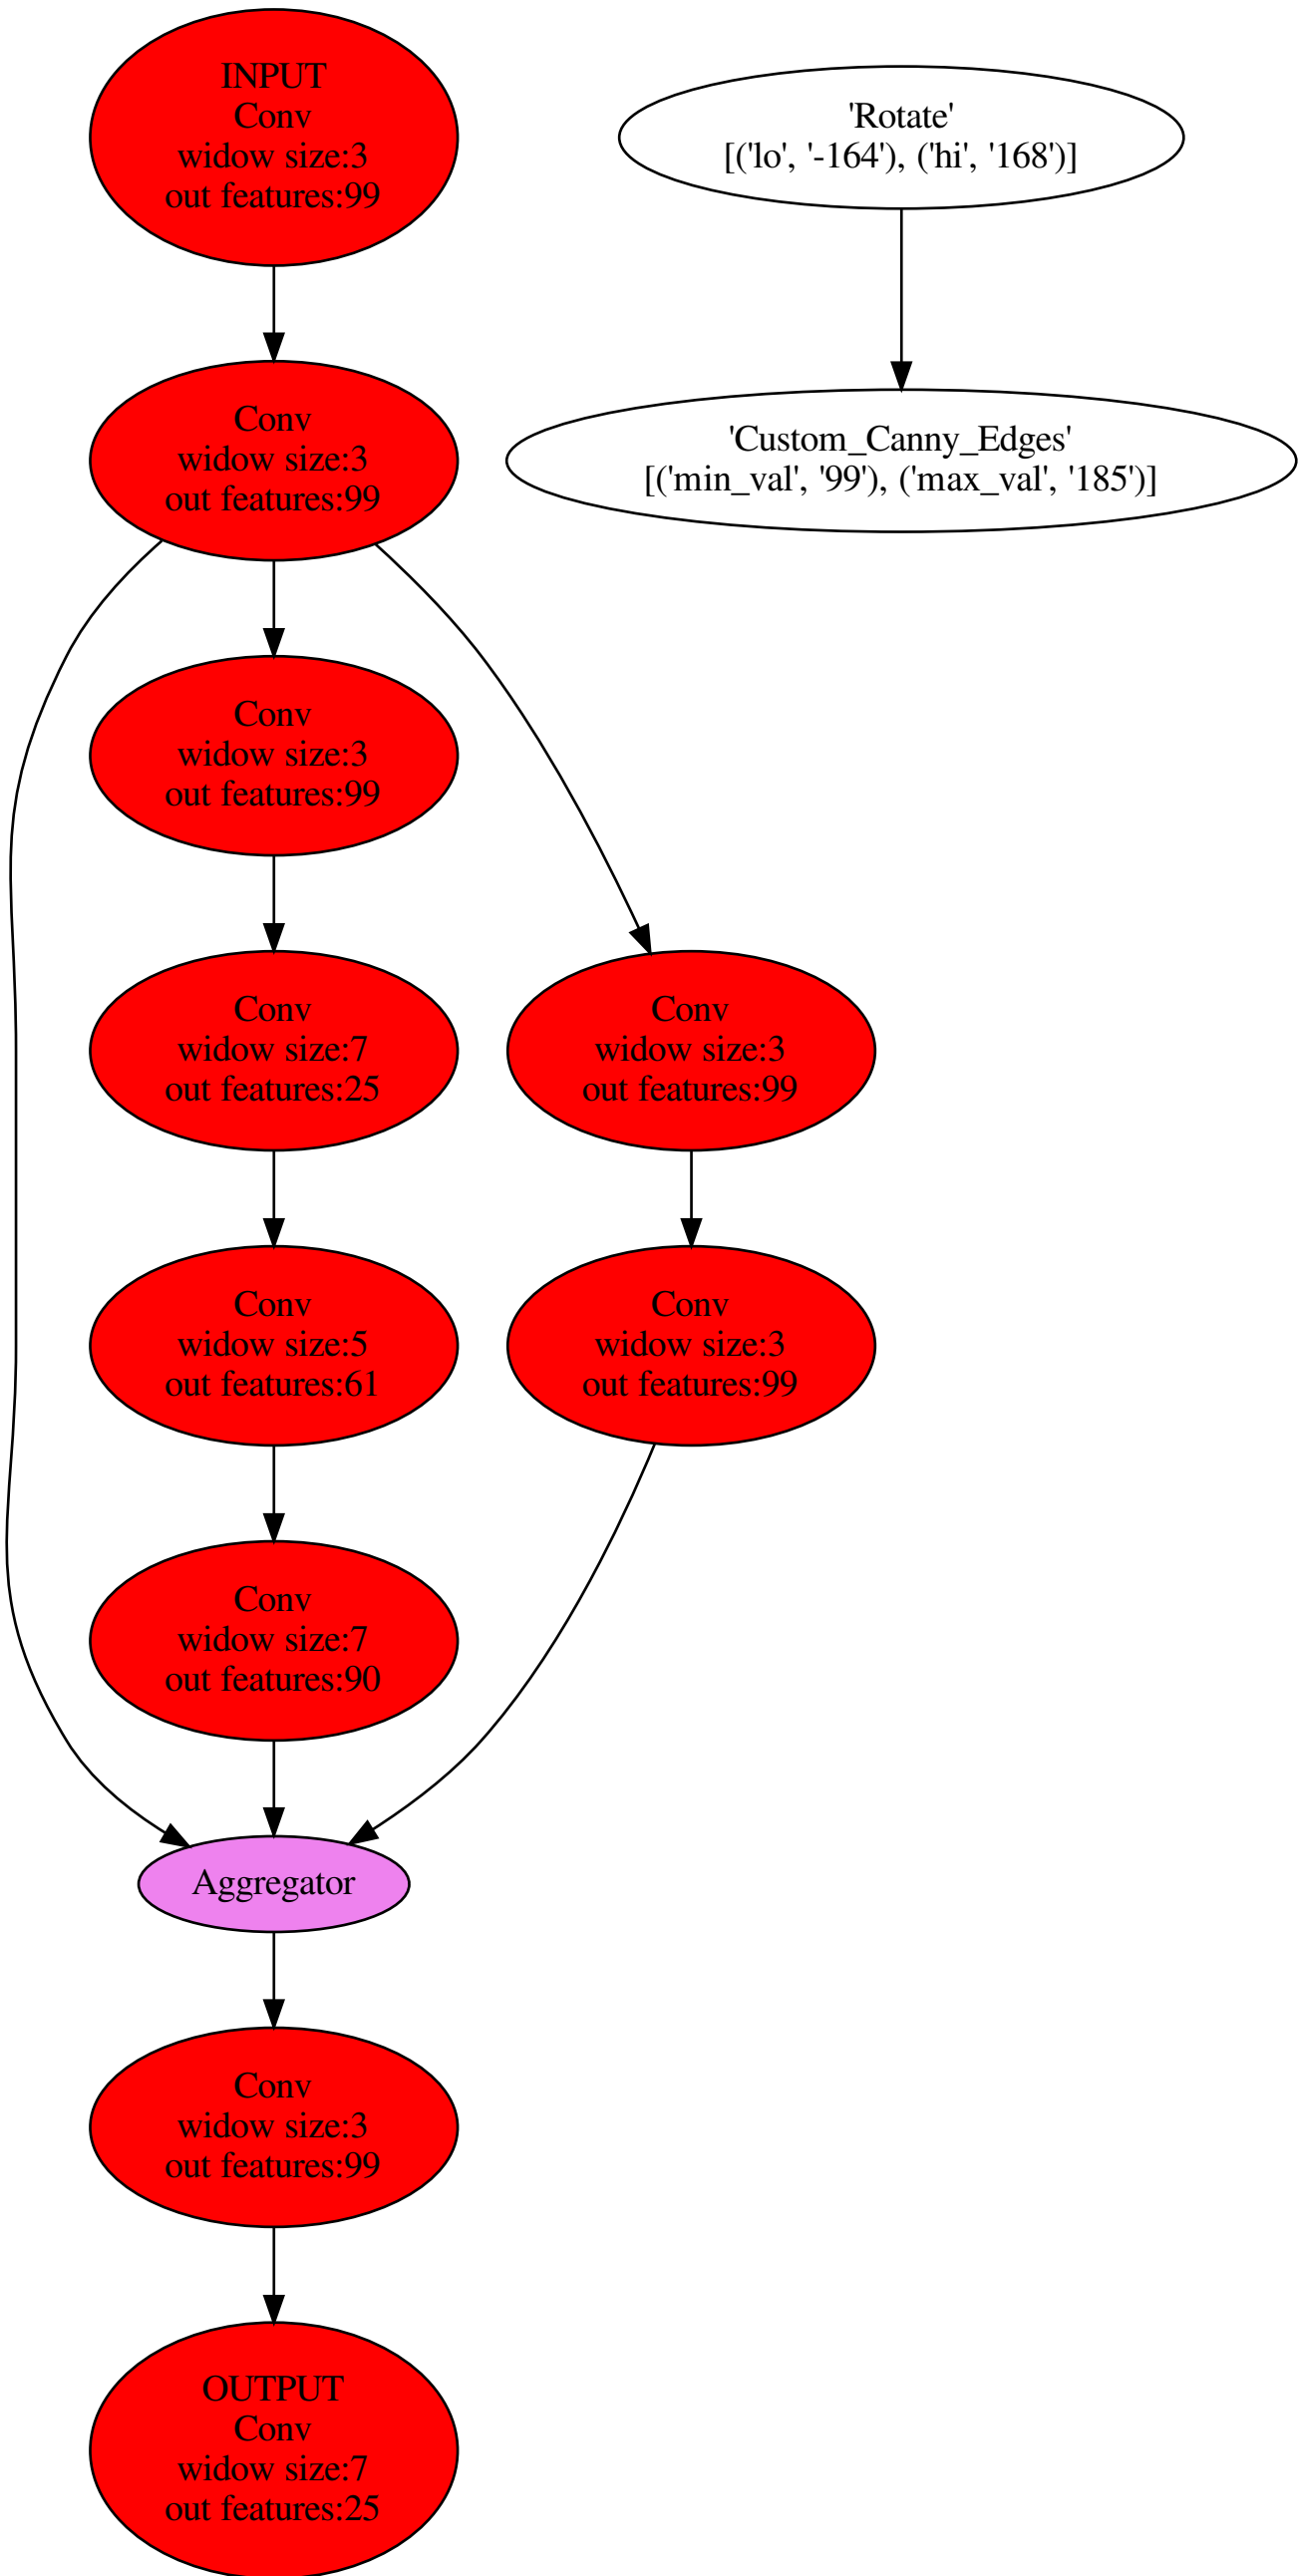 INPUT
Conv
widow size:3
out features:99
'Rotate'
[('lo', '-164'), ('hi', '168')]
Conv
widow size:3
out features:99
'Custom_Canny_Edges'
[('min_val', '99'), ('max_val', '185')]
Conv
widow size:3
out features:99
Conv
widow size:7
out features:25
Conv
widow size:3
out features:99
Conv
widow size:5
out features:61
Conv
widow size:3
out features:99
Conv
widow size:7
out features:90
Aggregator
Conv
widow size:3
out features:99
OUTPUT
Conv
widow size:7
out features:25